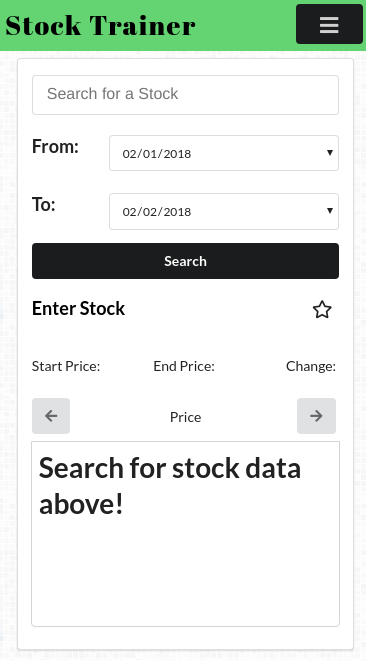 Stock Trainer
Search for a Stock
From:
02/01/2018
To:
02/02/2018
Search
Enter Stock
Start Price: End Price: Change:
Price
Search for stock data
above!